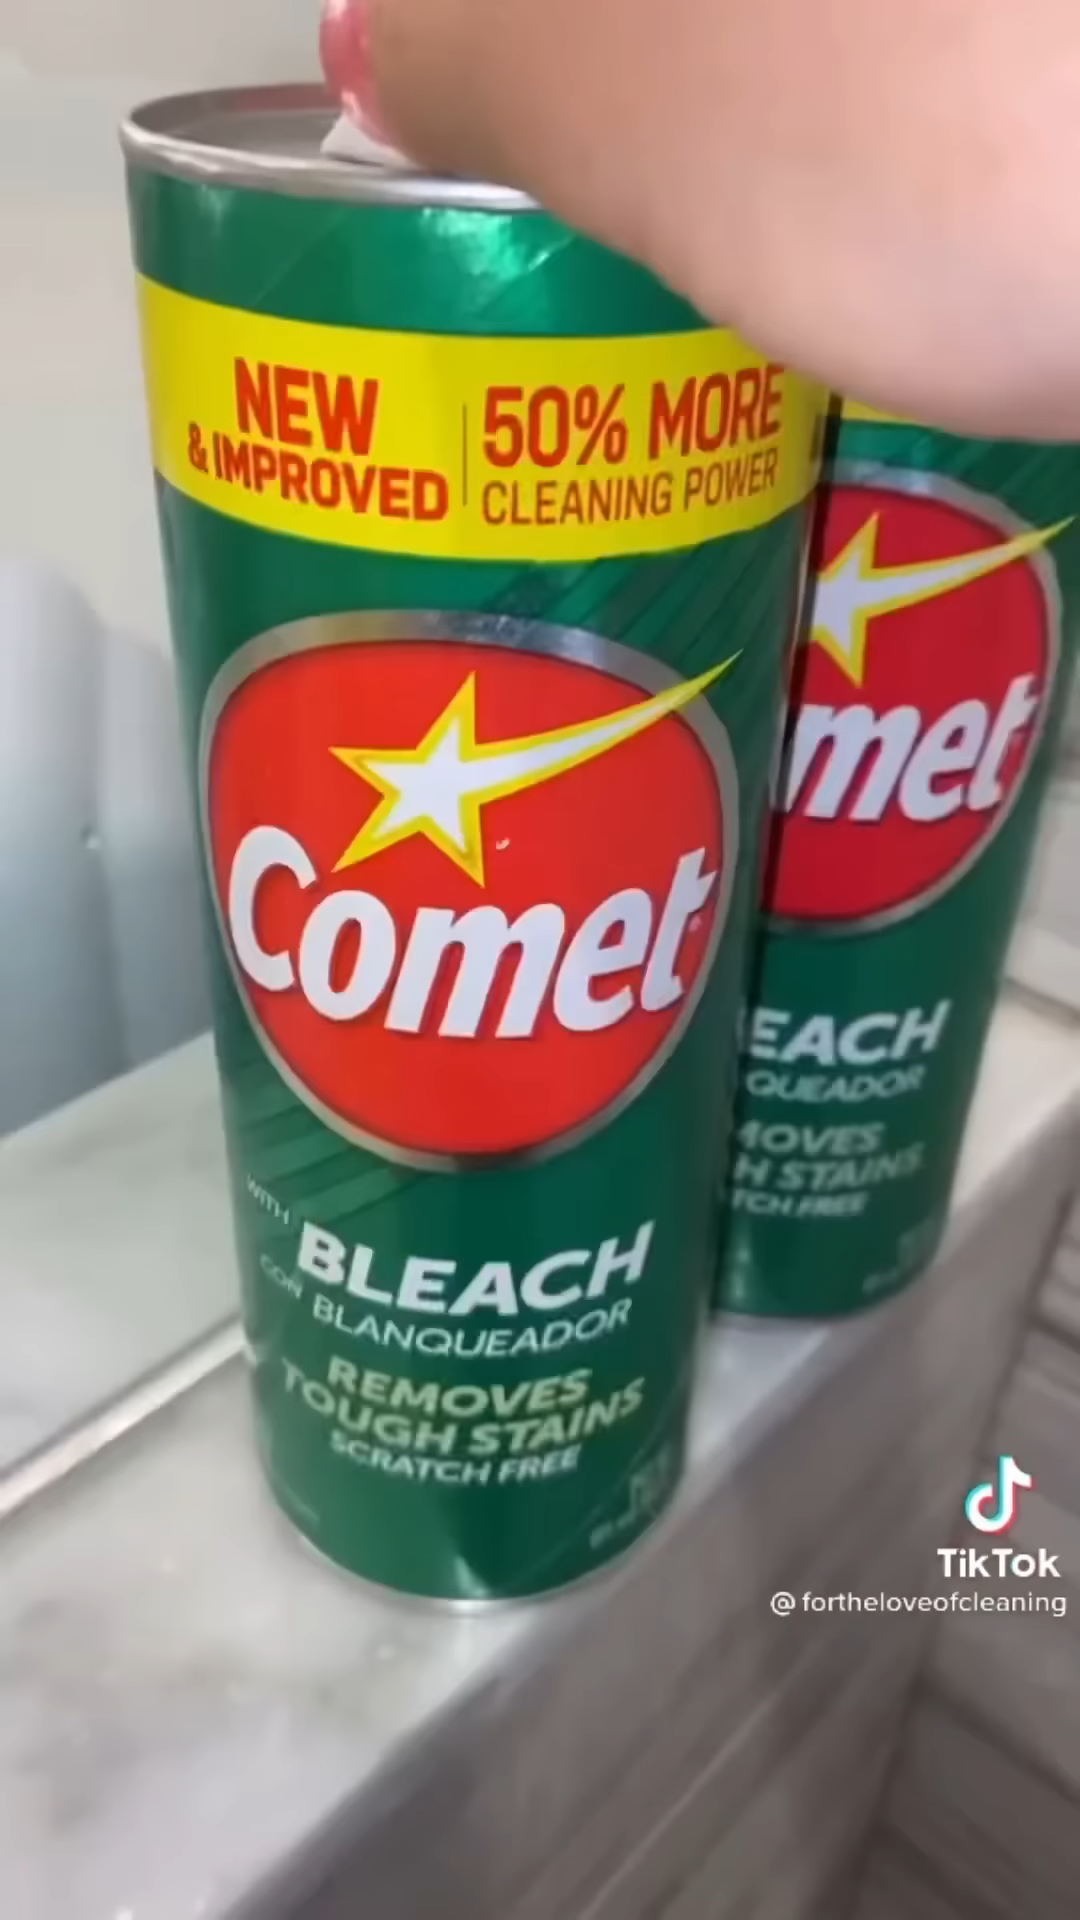 NEW
& IMPROVED
50% MORE
CLEANING POWER
Comet
WITH BLEACH
CON BLANQUEADOR
REMOVES
TOUGH STAINS
SCRATCH FREE
met
EACH
QUEADOR
MOVES
H STAINS
TCH FREE
TikTok
@fortheloveofcleaning